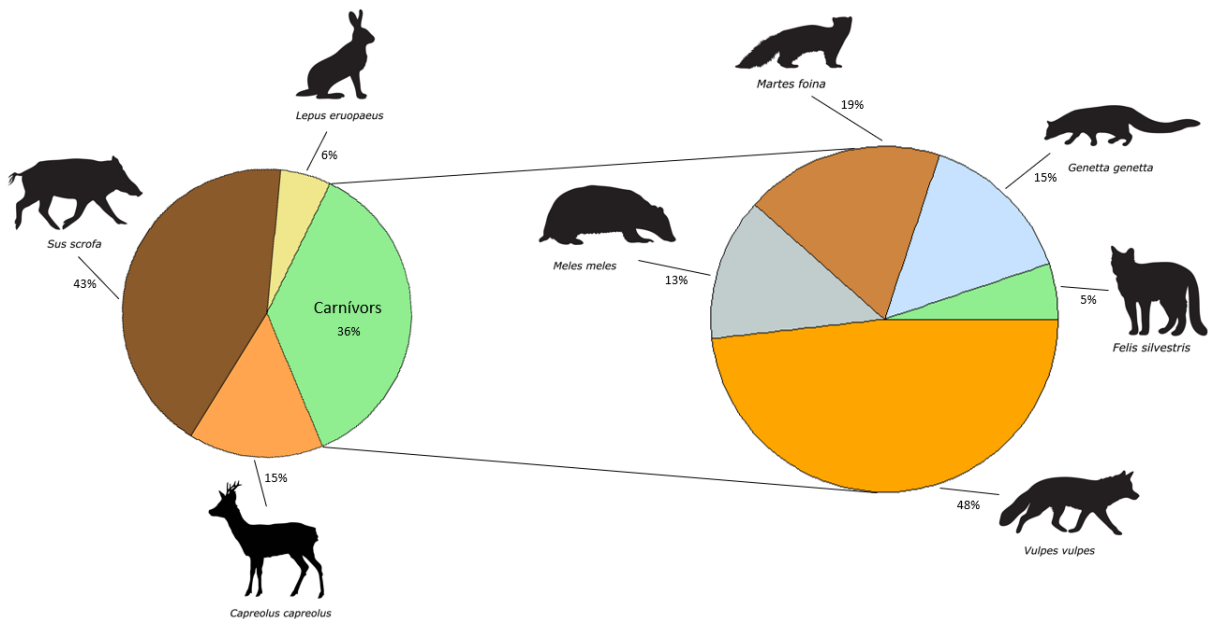 Lepus eruopaeus
6%
Sus scrofa
43%
Carnívors
36%
15%
Capreolus capreolus
Martes foina
19%
Genetta genetta
15%
Meles meles
13%
5%
Felis silvestris
48%
Vulpes vulpes